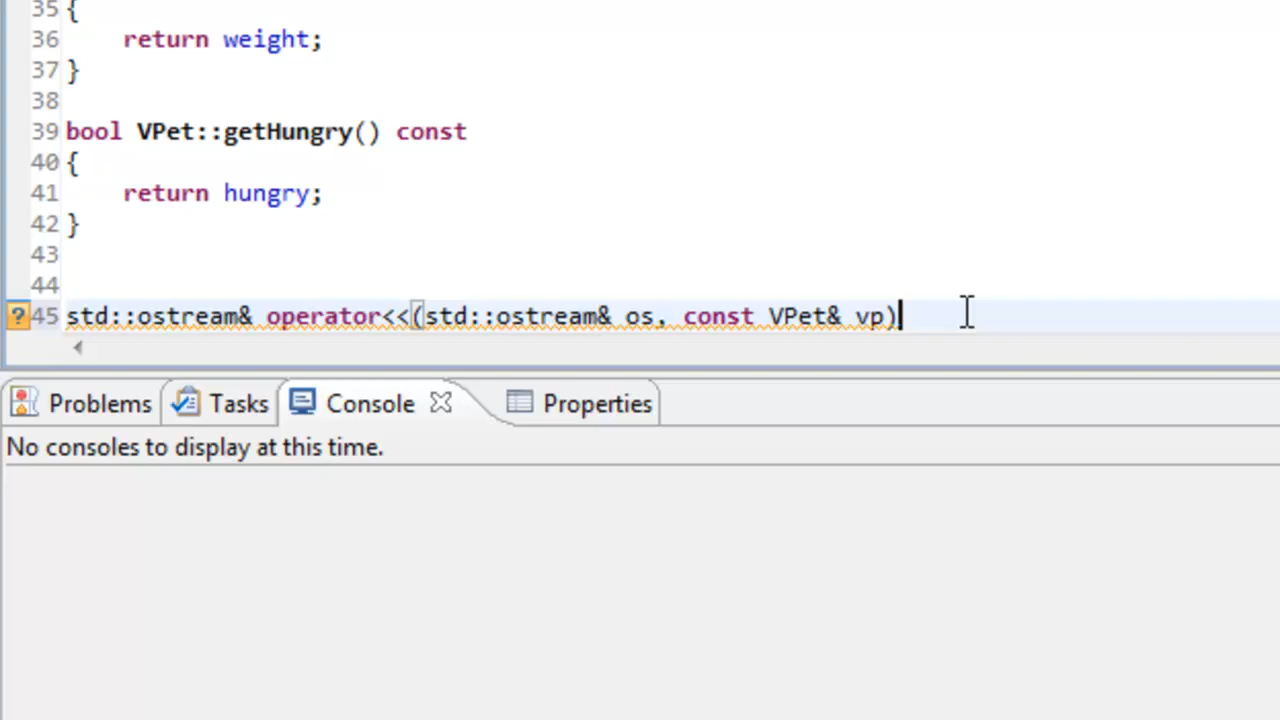 35 {
36     return weight;
37 }
38
39 bool VPet::getHungry() const
40 {
41     return hungry;
42 }
43
44
? 45 std::ostream& operator<<(std::ostream& os, const VPet& vp)
Problems Tasks Console Properties
No consoles to display at this time.